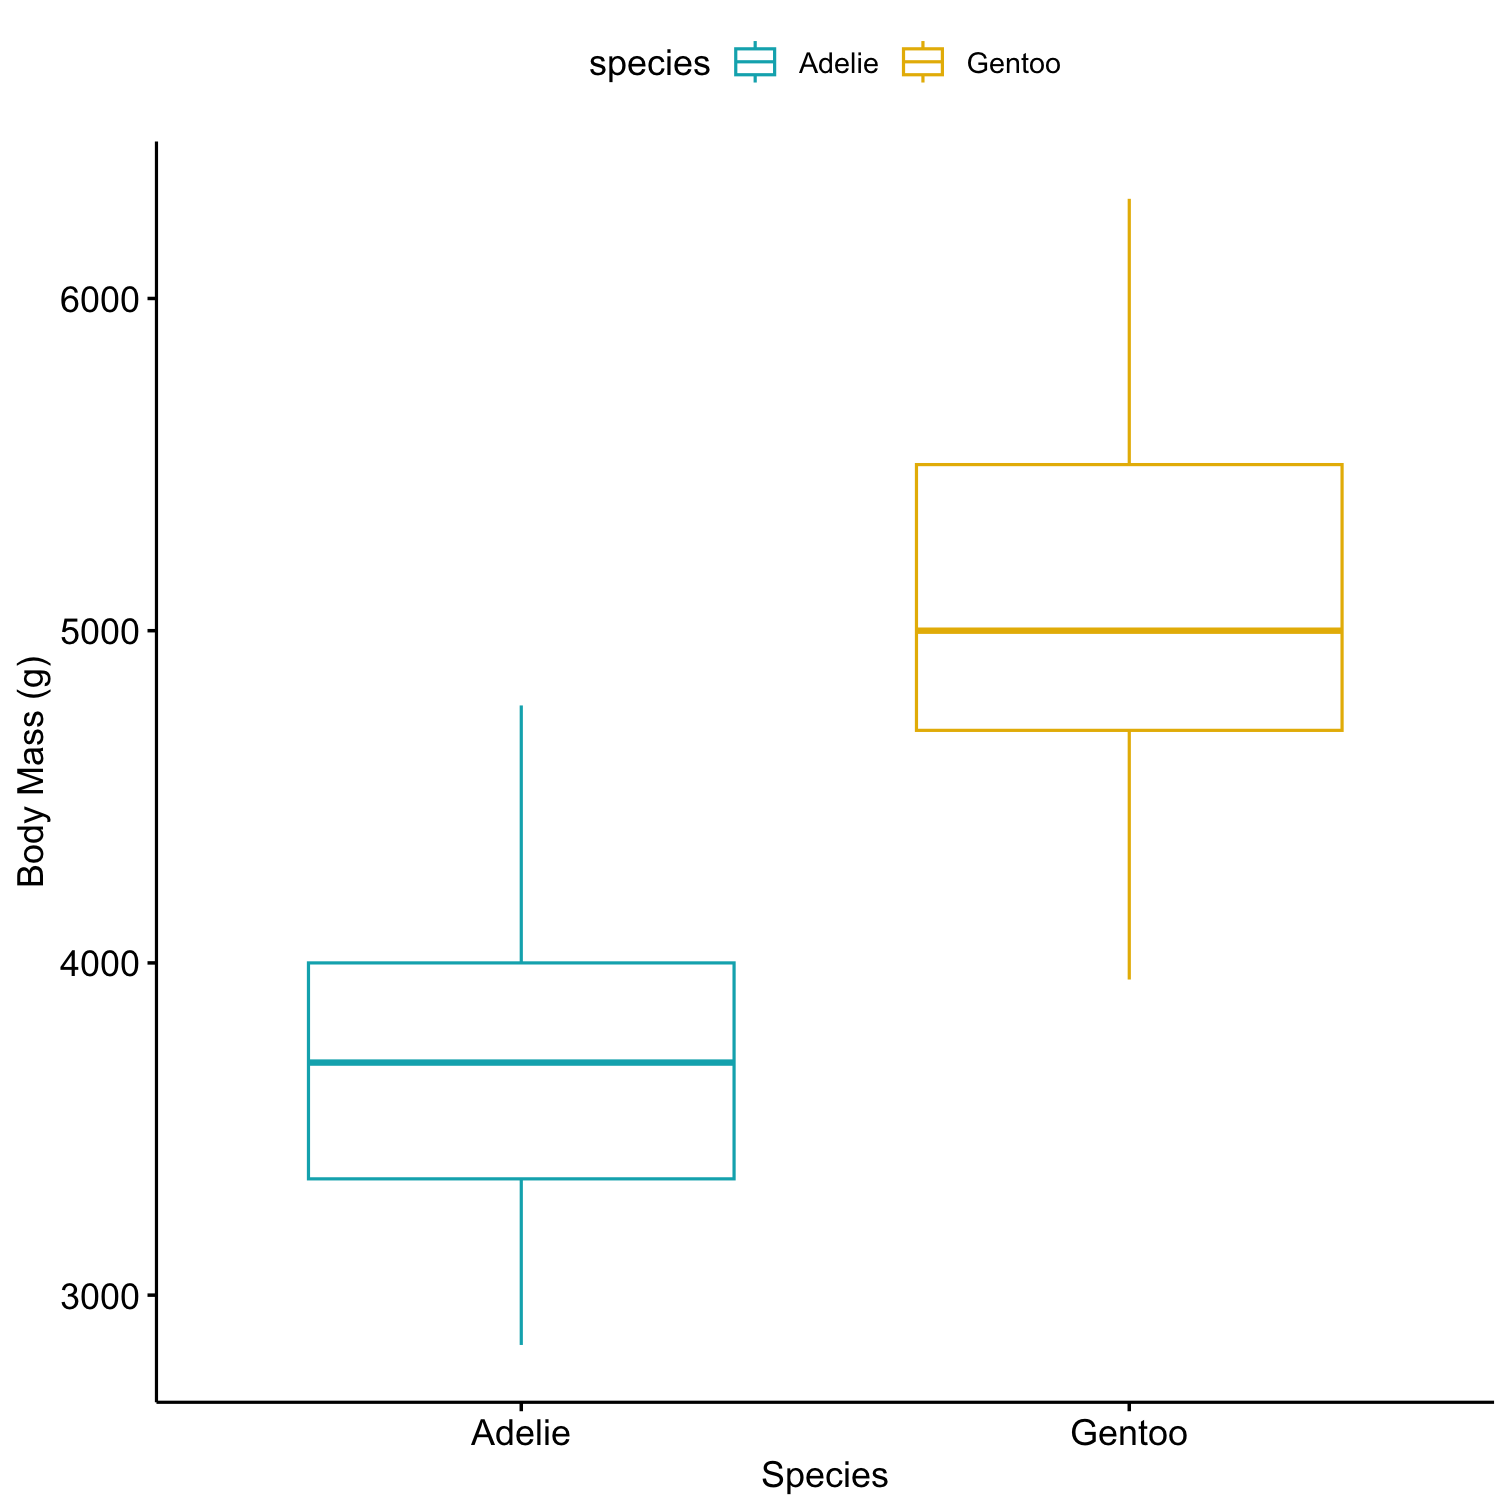 species Adelie Gentoo
Body Mass (g)
6000
5000
4000
3000
Adelie Gentoo
Species